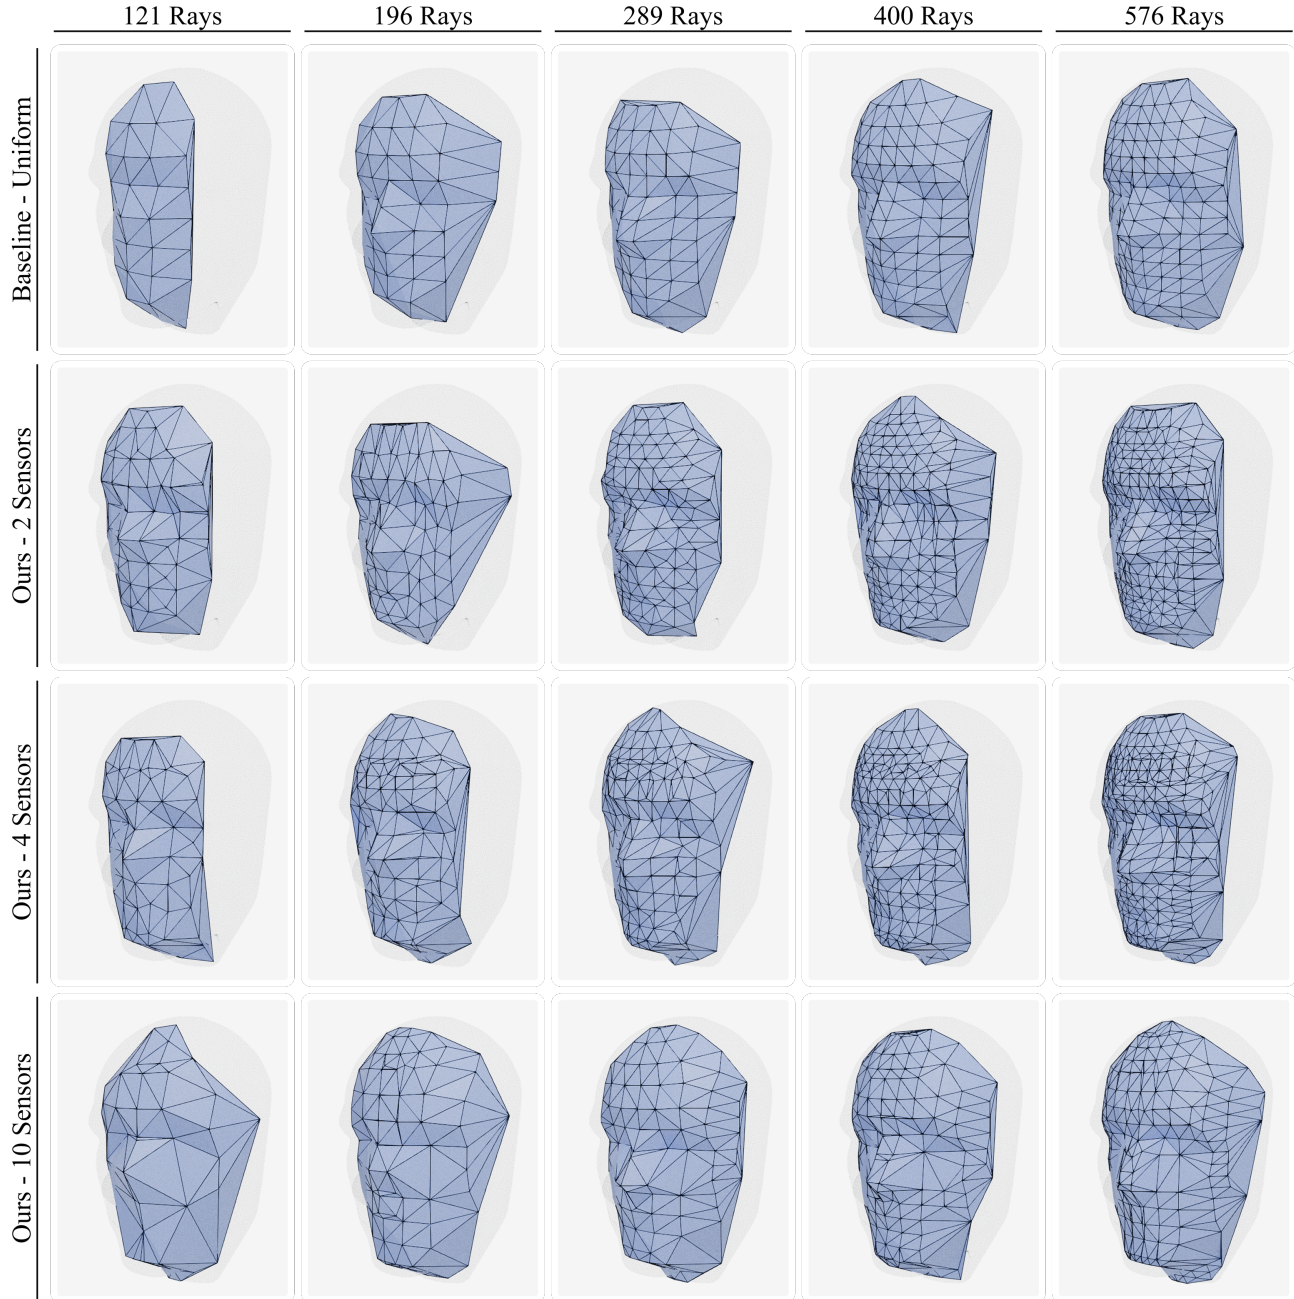 121 Rays
196 Rays
289 Rays
400 Rays
576 Rays
Baseline - Uniform
Ours - 2 Sensors
Ours - 4 Sensors
Ours - 10 Sensors